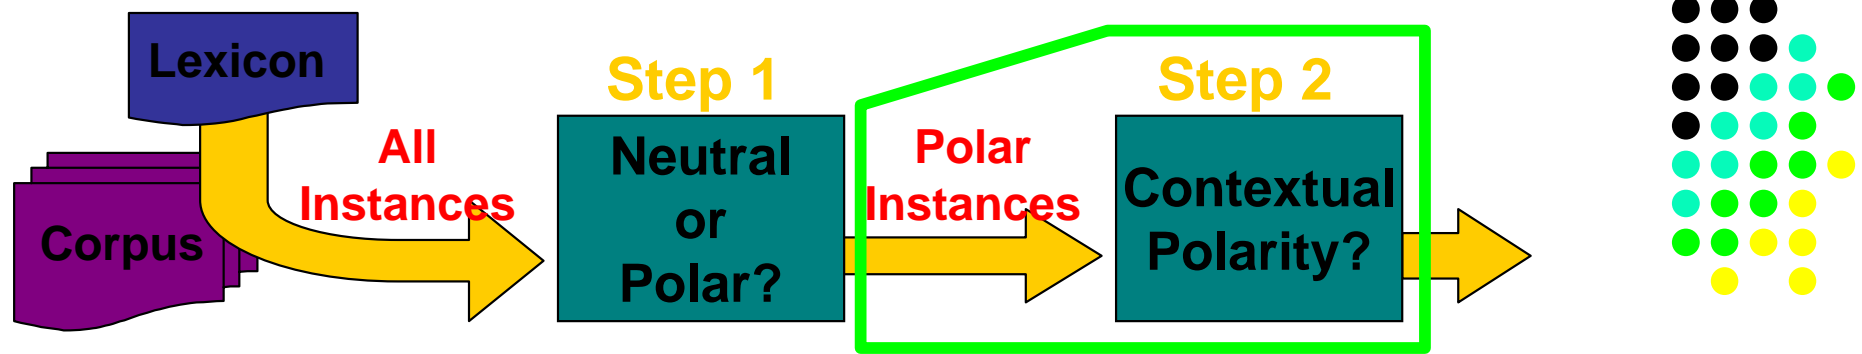 Lexicon
Corpus
All
Instances
Step 1
Neutral
or
Polar?
Polar
Instances
Step 2
Contextual
Polarity?